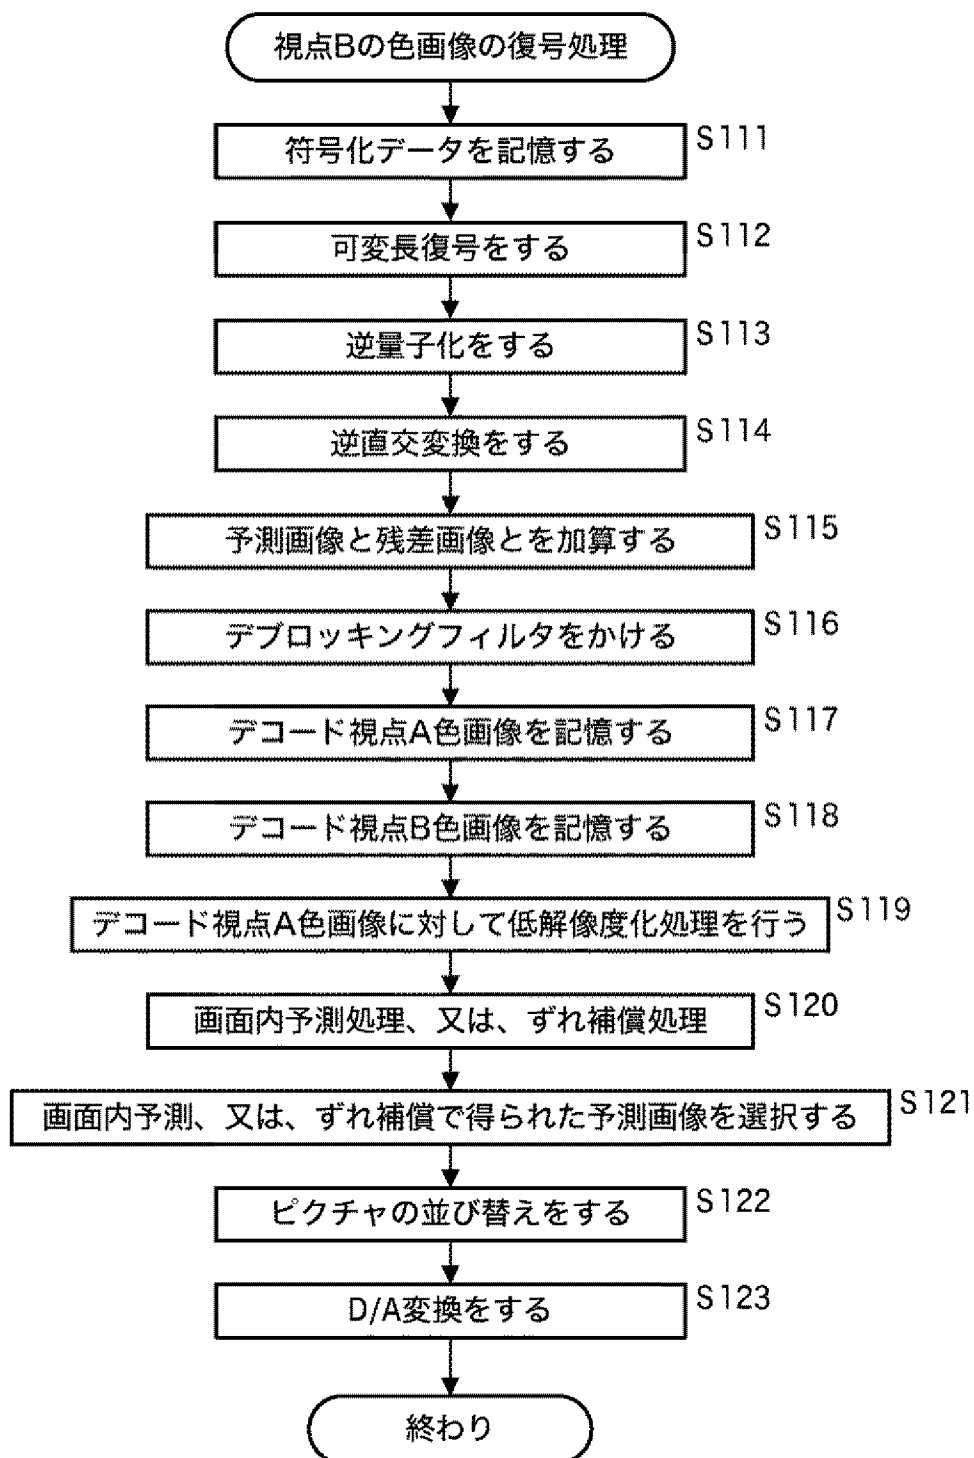 視点Bの色画像の復号処理
符号化データを記憶する S111
可変長復号をする S112
逆量子化をする S113
逆直交変換をする S114
予測画像と残差画像とを加算する S115
デブロッキングフィルタをかける S116
デコード視点A色画像を記憶する S117
デコード視点B色画像を記憶する S118
デコード視点A色画像に対して低解像度化処理を行う S119
画面内予測処理、又は、ずれ補償処理 S120
画面内予測、又は、ずれ補償で得られた予測画像を選択する S121
ピクチャの並び替えをする S122
D/A変換をする S123
終わり